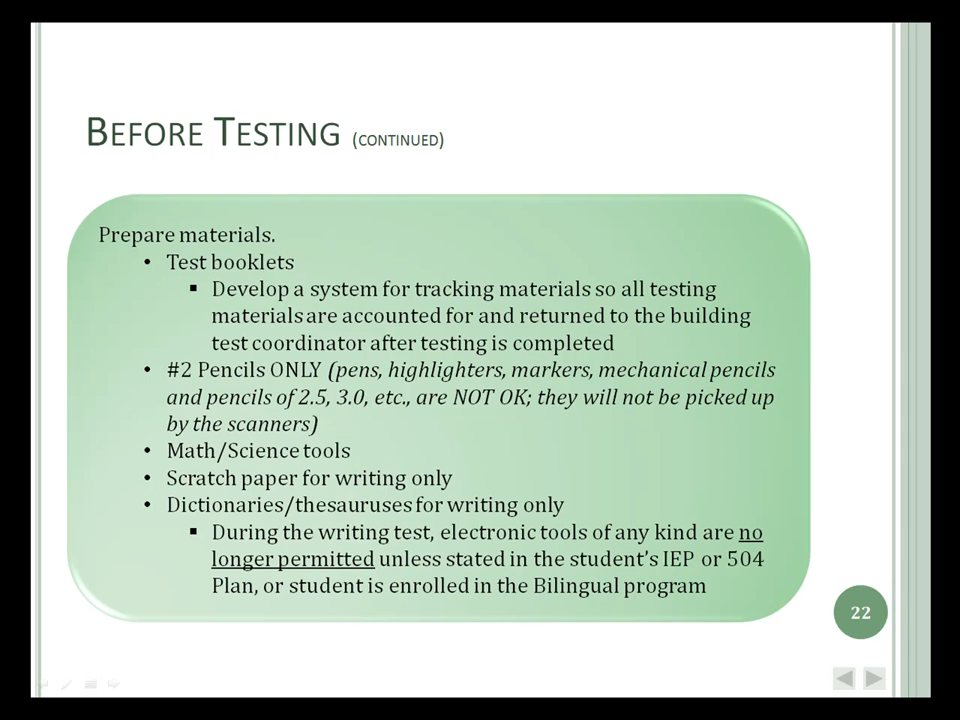 BEFORE TESTING (CONTINUED)
Prepare materials.
• Test booklets
▪ Develop a system for tracking materials so all testing
materials are accounted for and returned to the building
test coordinator after testing is completed
• #2 Pencils ONLY (pens, highlighters, markers, mechanical pencils
and pencils of 2.5, 3.0, etc., are NOT OK; they will not be picked up
by the scanners)
• Math/Science tools
• Scratch paper for writing only
• Dictionaries/thesauruses for writing only
▪ During the writing test, electronic tools of any kind are no
longer permitted unless stated in the student’s IEP or 504
Plan, or student is enrolled in the Bilingual program
22